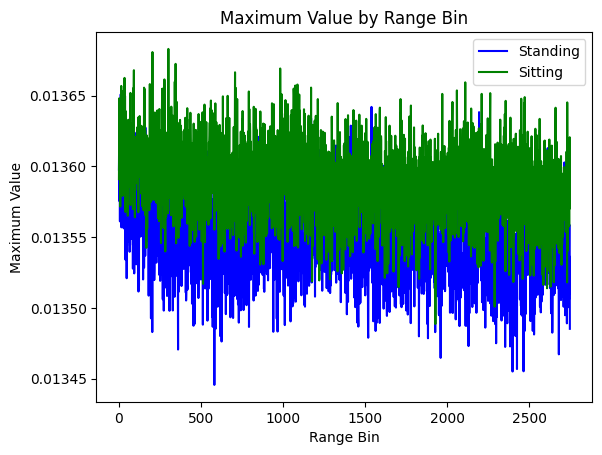 Maximum Value by Range Bin
Standing
Sitting
Maximum Value
0.01365
0.01360
0.01355
0.01350
0.01345
0 500 1000 1500 2000 2500
Range Bin